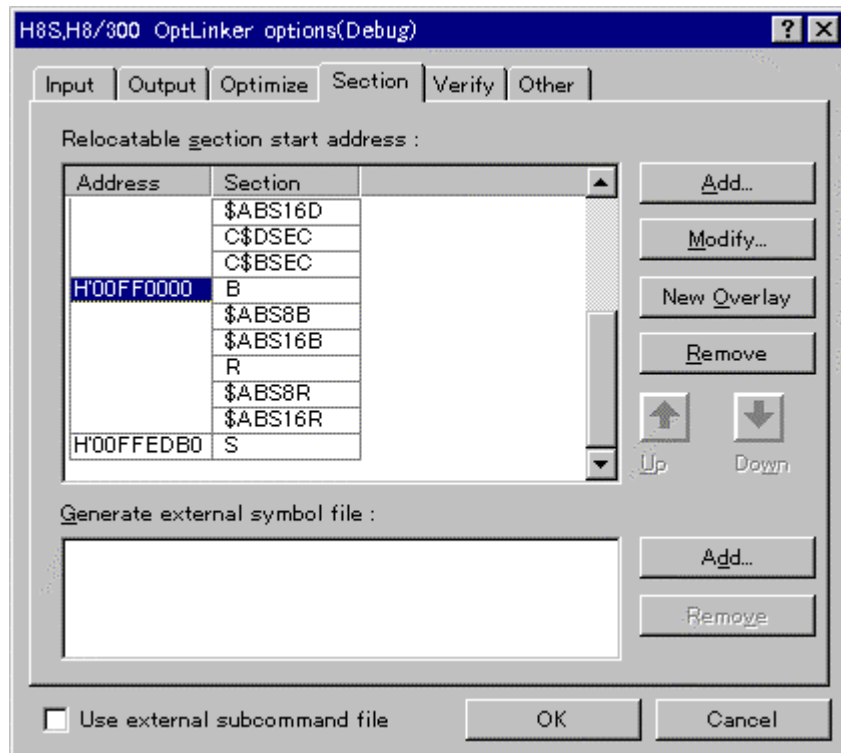 H8S,H8/300 OptLinker options(Debug)
Input Output Optimize Section Verify Other
Relocatable section start address :
Address Section
$ABS16D
C$DSEC
C$BSEC
H'00FF0000 B
$ABS8B
$ABS16B
R
$ABS8R
$ABS16R
H'00FFEDB0 S
Add...
Modify...
New Overlay
Remove
Up Down
Generate external symbol file :
Add...
Remove
Use external subcommand file
OK Cancel